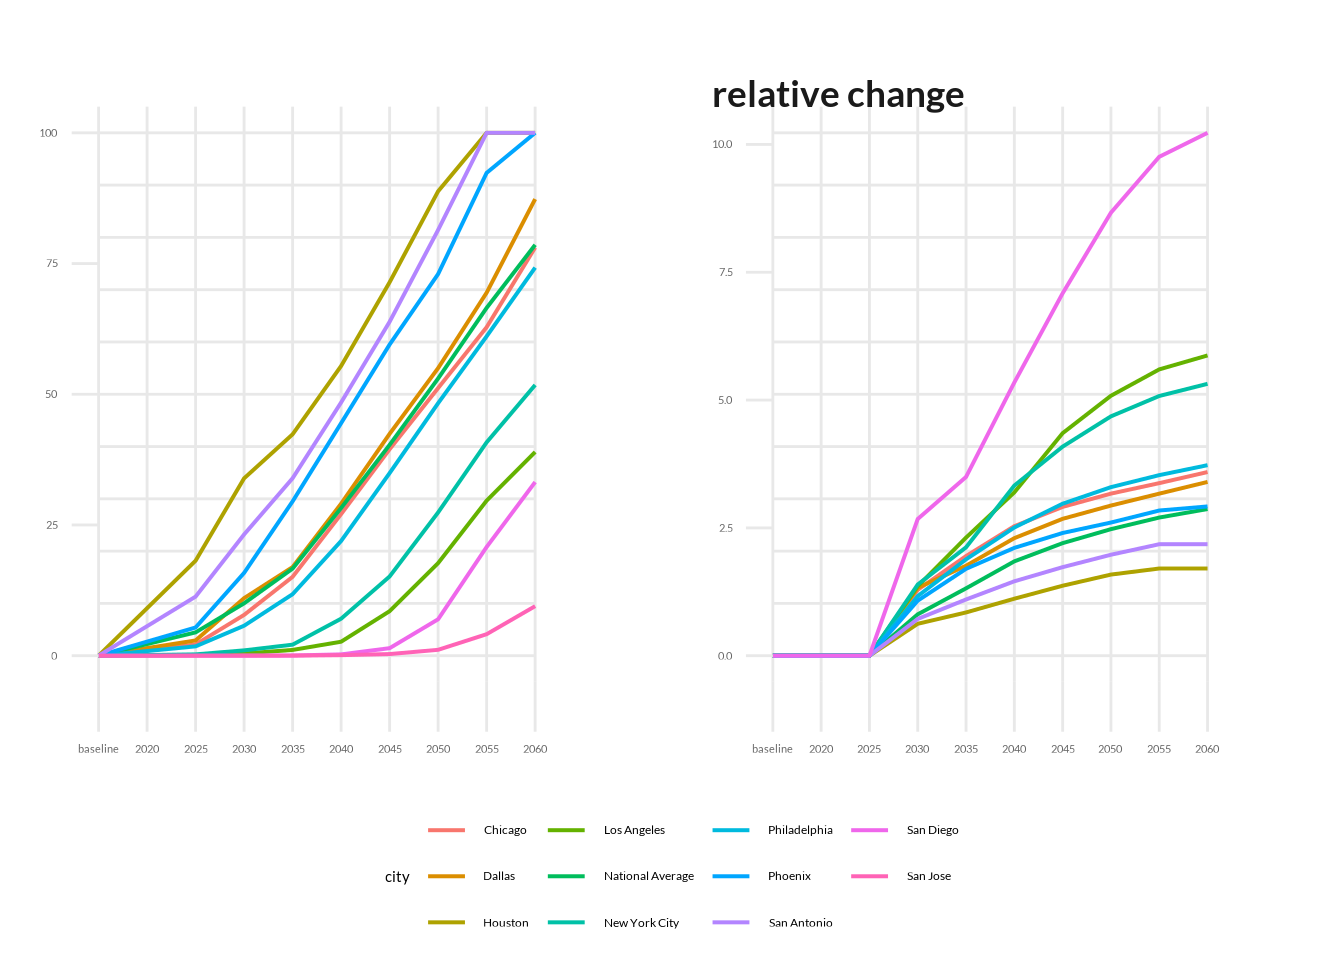 relative change
100
75
50
25
0
baseline 2020 2025 2030 2035 2040 2045 2050 2055 2060
10.0
7.5
5.0
2.5
0.0
baseline 2020 2025 2030 2035 2040 2045 2050 2055 2060
city
Chicago Los Angeles Philadelphia San Diego
Dallas National Average Phoenix San Jose
Houston New York City San Antonio